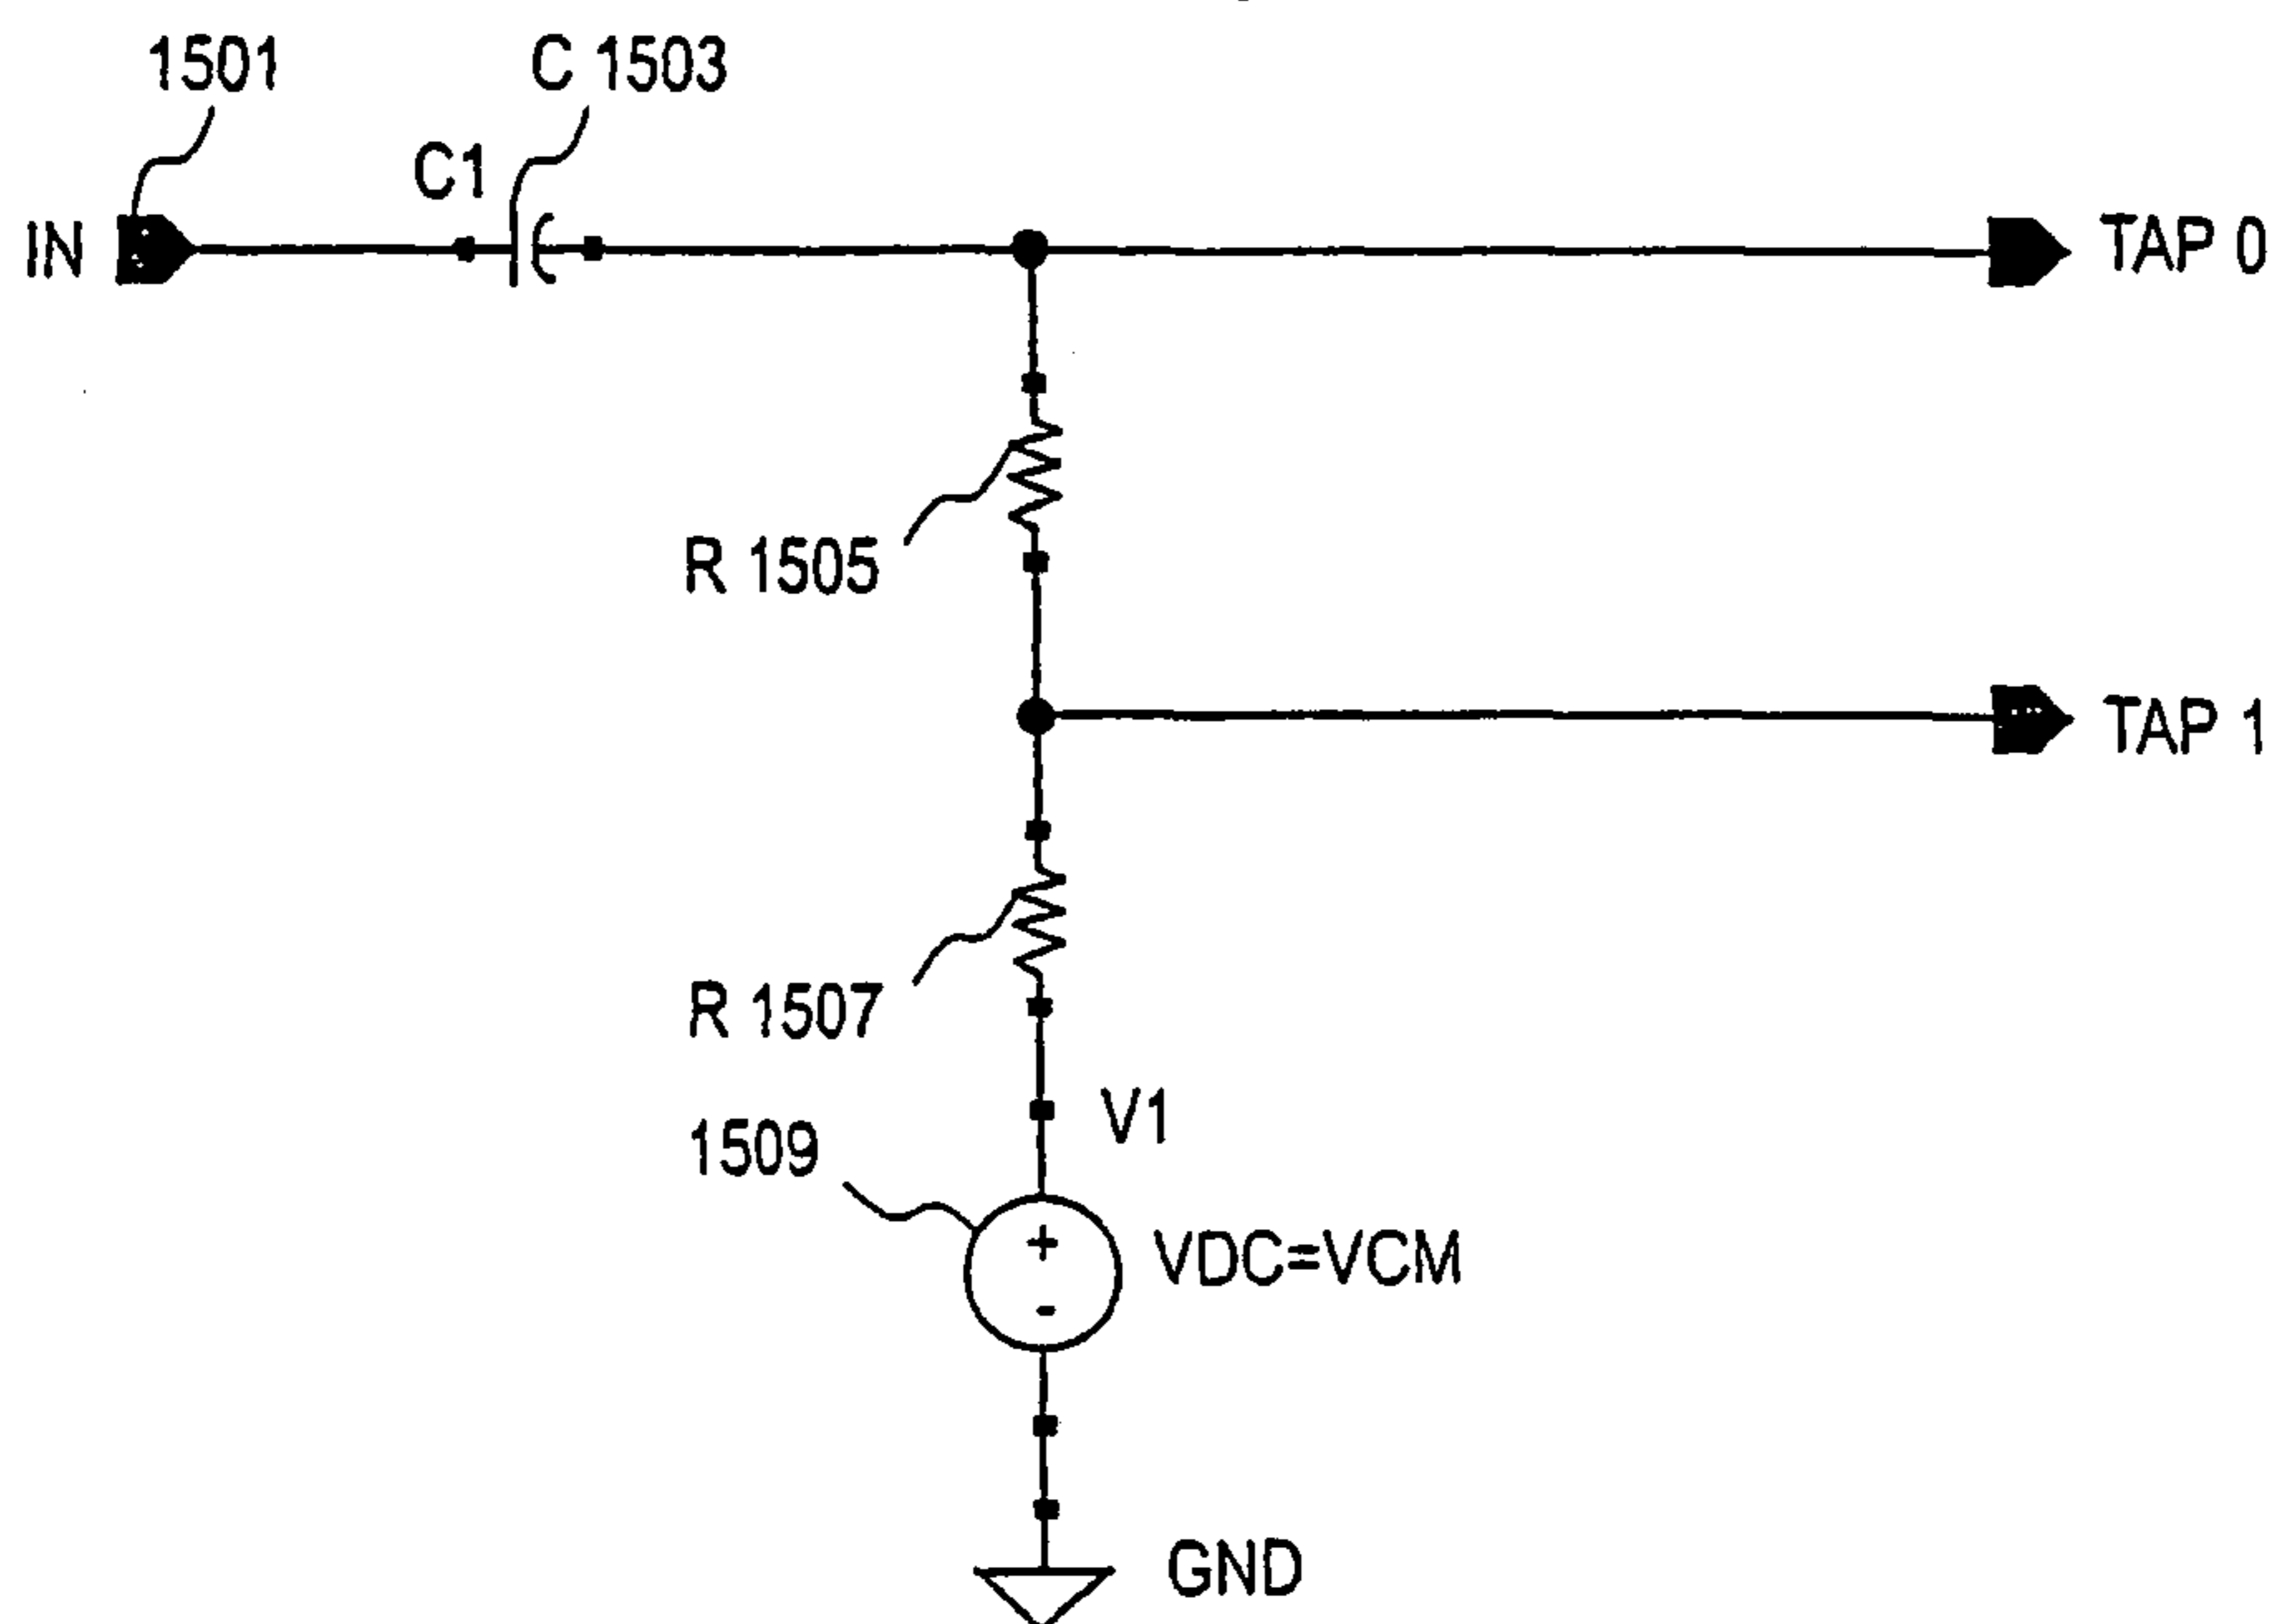 1501
C 1503
C1
IN
TAP 0
R 1505
TAP 1
R 1507
V1
1509
+
VDC=VCM
-
GND